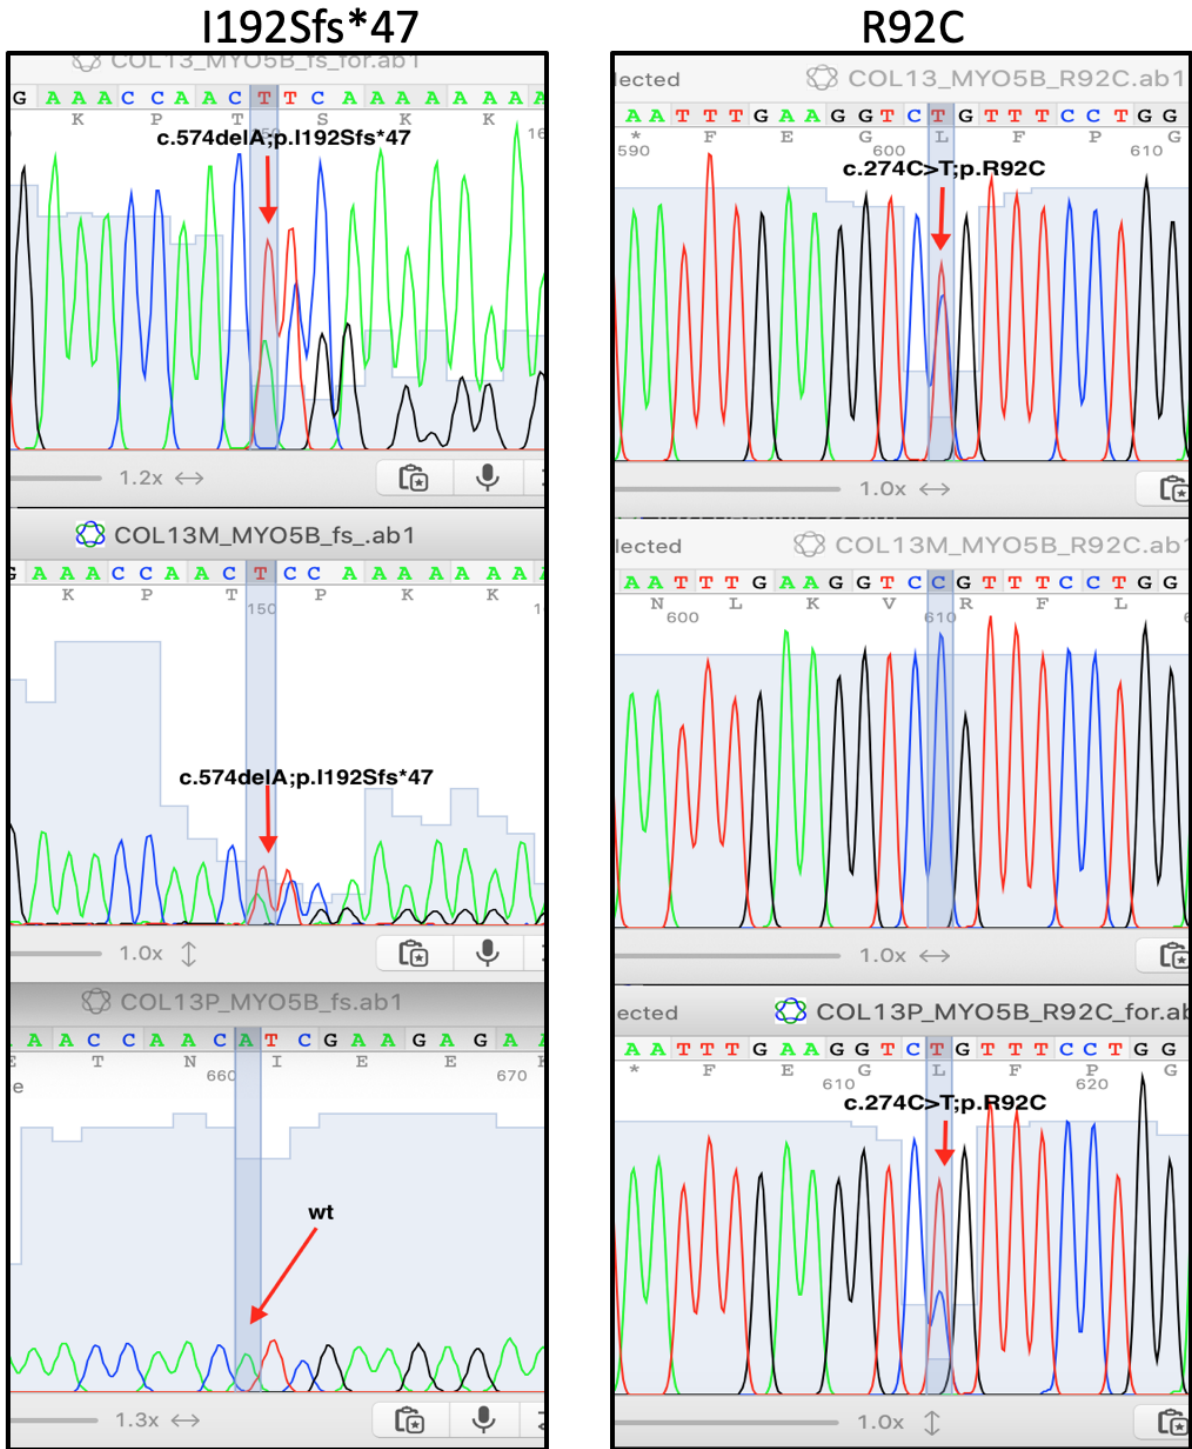 I192Sfs*47
COL13_MYO5B_fs_for.ab1
G A A A C C A A C T T C A A A A A A A A
K P T S K K
c.574delA;p.I192Sfs*47
1.2x
COL13M_MYO5B_fs_.ab1
G A A A C C A A C T C C A A A A A A A A
K P T P K K
150
c.574delA;p.I192Sfs*47
1.0x
COL13P_MYO5B_fs.ab1
A A C C A A C A T C G A A G A G A A
E T N I E E E
660 670
e
wt
1.3x
R92C
lected COL13_MYO5B_R92C.ab1
A A T T T G A A G G T C T G T T T C C T G G
* F E G L F P G
590 600 610
c.274C>T;p.R92C
1.0x
lected COL13M_MYO5B_R92C.ab1
A A T T T G A A G G T C C G T T T C C T G G
N L K V R F L
600 610
1.0x
ected COL13P_MYO5B_R92C_for.ab
A A T T T G A A G G T C T G T T T C C T G G
* F E G L F P G
610 620
c.274C>T;p.R92C
1.0x